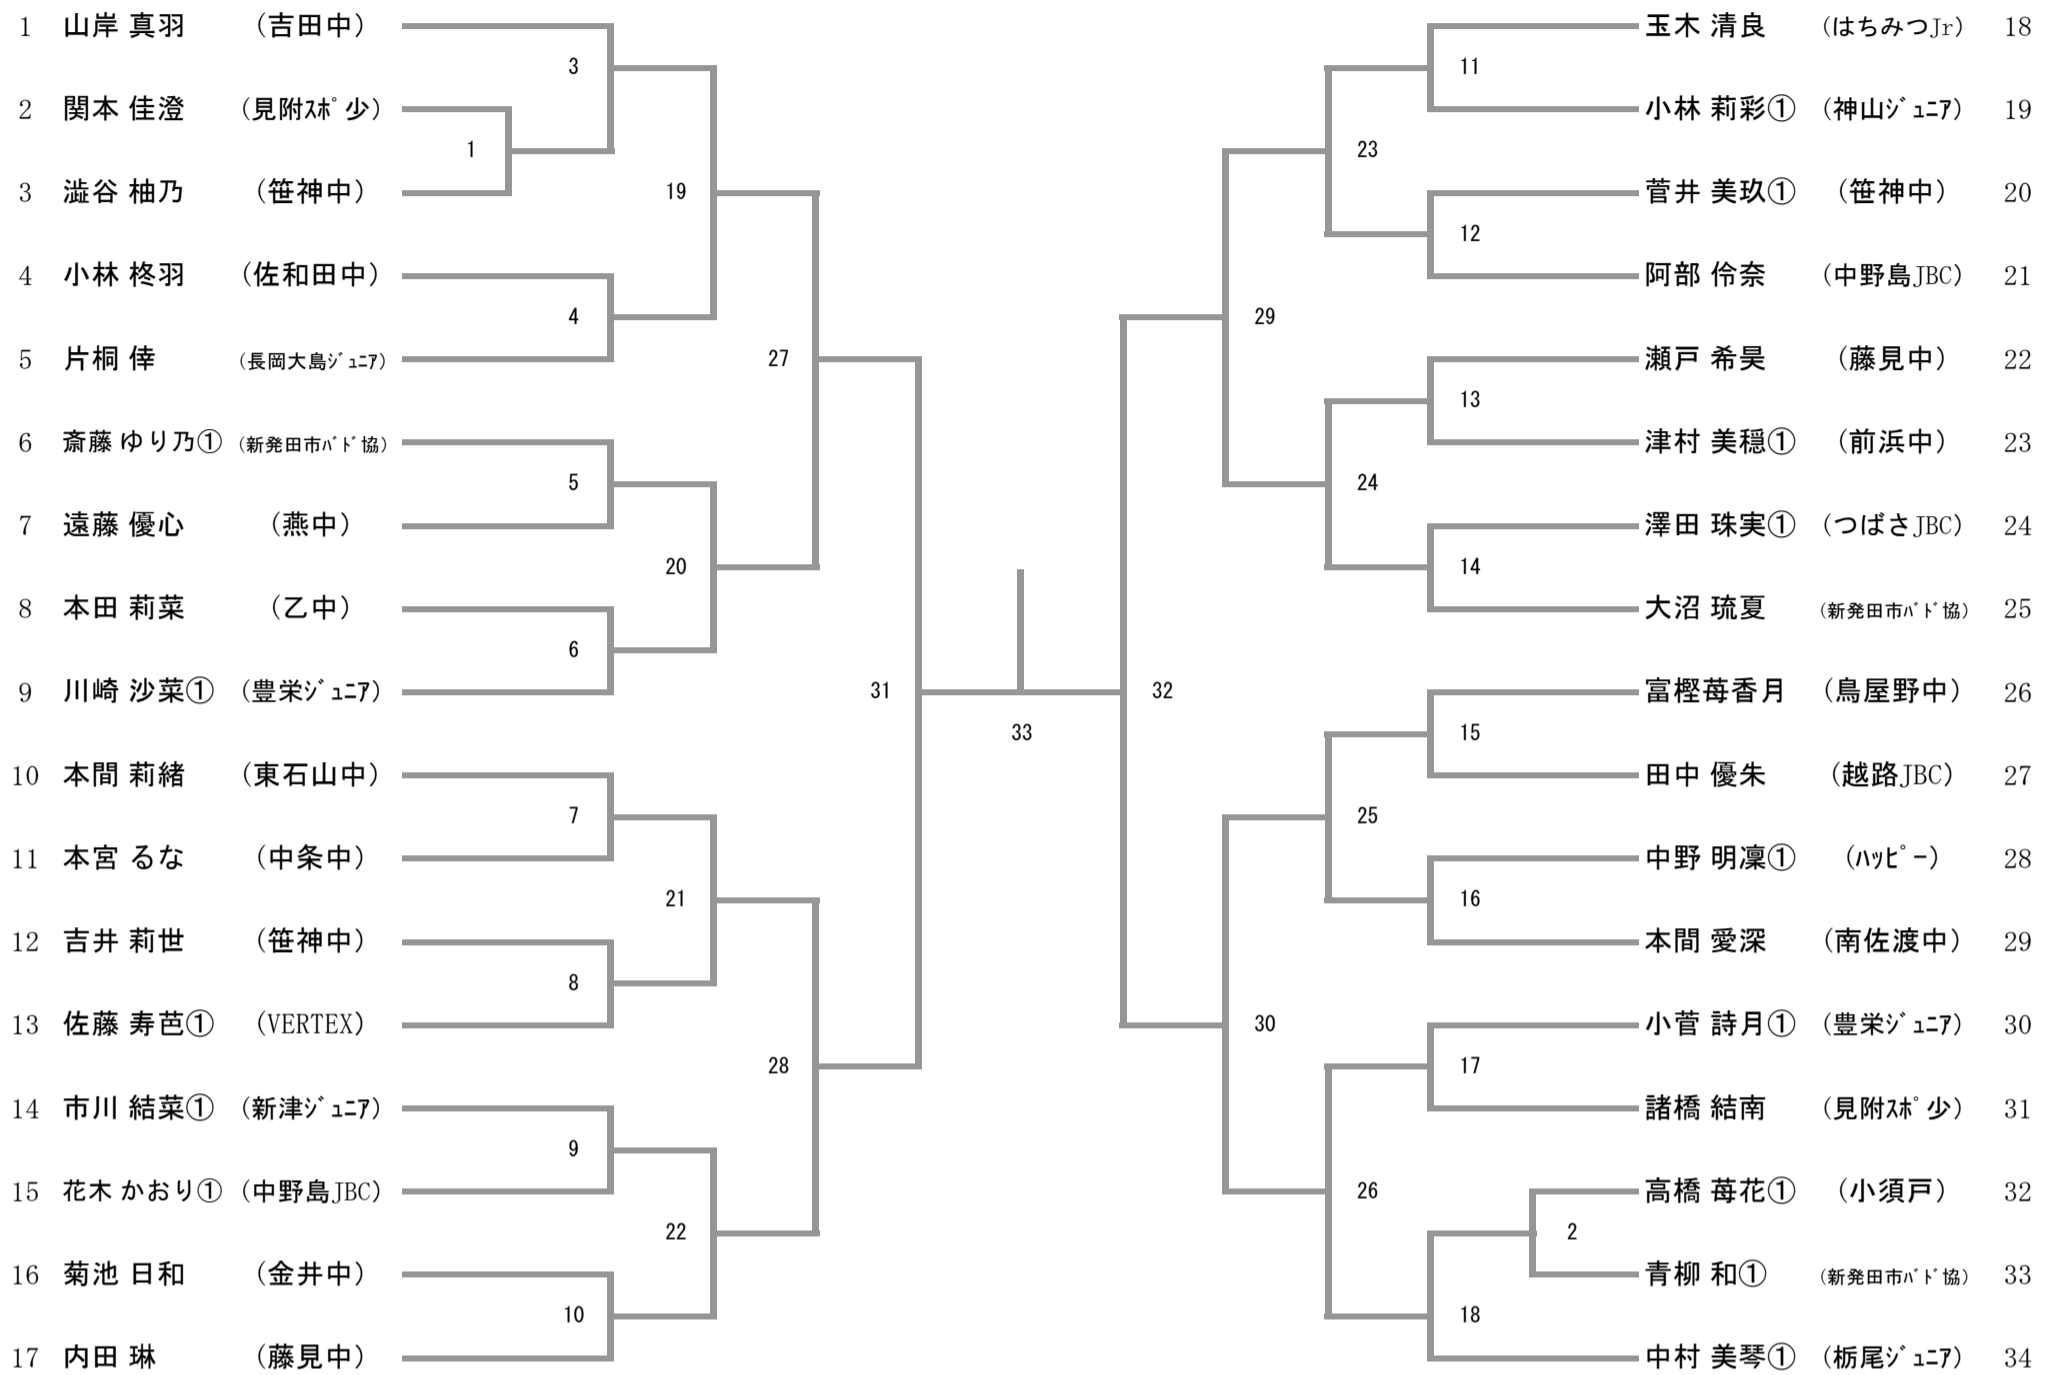 1 山岸 真羽 （吉田中）
3
2 関本 佳澄 （見附ｽﾎﾟ少）
1
3 澁谷 柚乃 （笹神中）
19
4 小林 柊羽 （佐和田中）
4
5 片桐 倖 （長岡大島ｼﾞｭﾆｱ）
27
6 斎藤 ゆり乃① （新発田市ﾊﾞﾄﾞ協）
5
7 遠藤 優心 （燕中）
20
8 本田 莉菜 （乙中）
6
9 川崎 沙菜① （豊栄ｼﾞｭﾆｱ）
31
10 本間 莉緒 （東石山中）
7
11 本宮 るな （中条中）
21
12 吉井 莉世 （笹神中）
8
13 佐藤 寿芭① （VERTEX）
28
14 市川 結菜① （新津ｼﾞｭﾆｱ）
9
15 花木 かおり① （中野島JBC）
22
16 菊池 日和 （金井中）
10
17 内田 琳 （藤見中）
33
玉木 清良 （はちみつJr） 18
11
小林 莉彩① （神山ｼﾞｭﾆｱ） 19
23
菅井 美玖① （笹神中） 20
12
阿部 伶奈 （中野島JBC） 21
29
瀬戸 希昊 （藤見中） 22
13
津村 美穏① （前浜中） 23
24
澤田 珠実① （つばさJBC） 24
14
大沼 琉夏 （新発田市ﾊﾞﾄﾞ協） 25
32
富樫苺香月 （鳥屋野中） 26
15
田中 優朱 （越路JBC） 27
25
中野 明凜① （ﾊｯﾋﾟｰ） 28
16
本間 愛深 （南佐渡中） 29
30
小菅 詩月① （豊栄ｼﾞｭﾆｱ） 30
17
諸橋 結南 （見附ｽﾎﾟ少） 31
26
高橋 苺花① （小須戸） 32
2
青柳 和① （新発田市ﾊﾞﾄﾞ協） 33
18
中村 美琴① （栃尾ｼﾞｭﾆｱ） 34